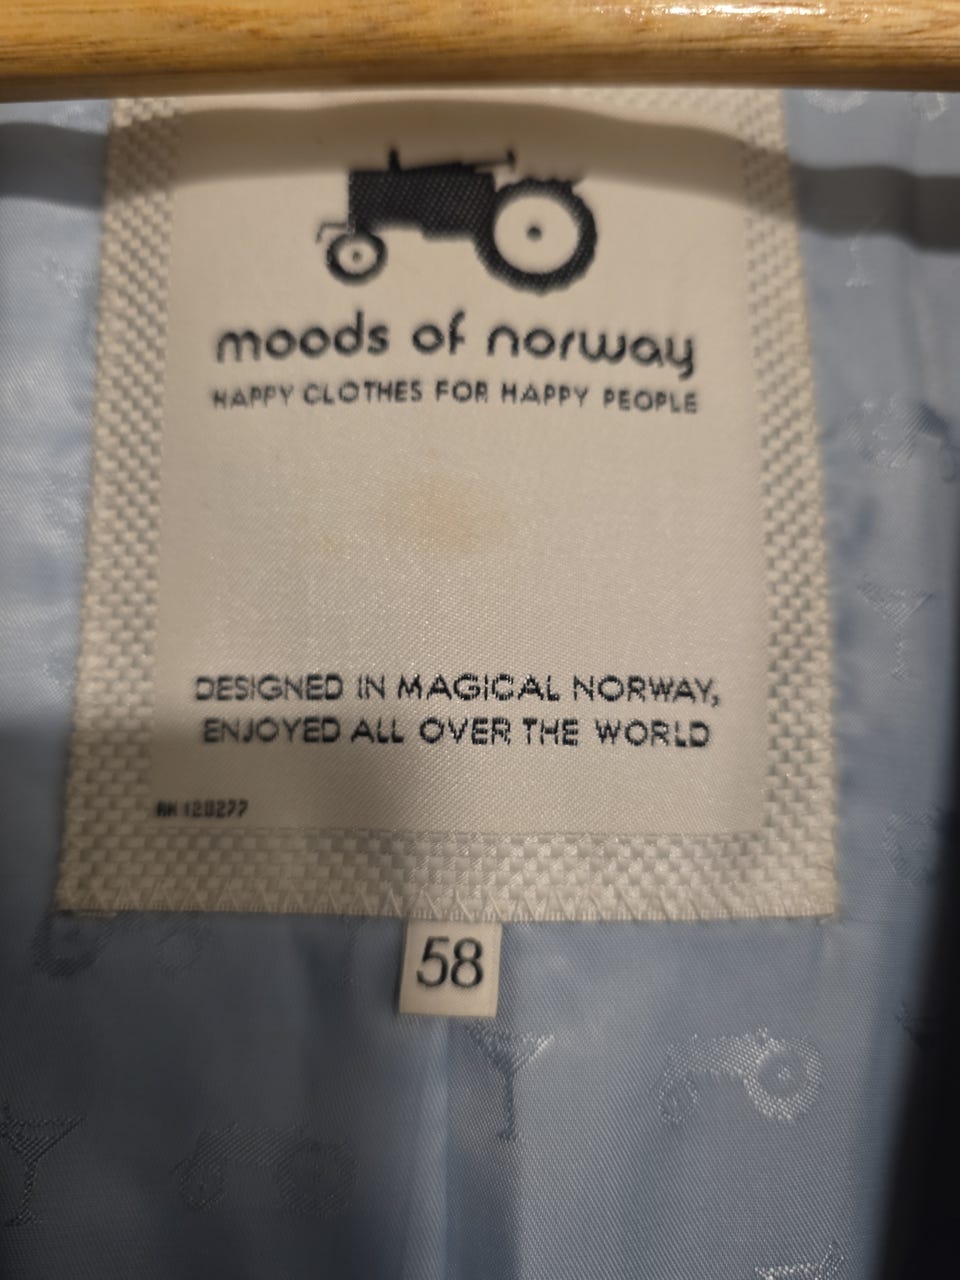 moods of norway
HAPPY CLOTHES FOR HAPPY PEOPLE
DESIGNED IN MAGICAL NORWAY,
ENJOYED ALL OVER THE WORLD
58